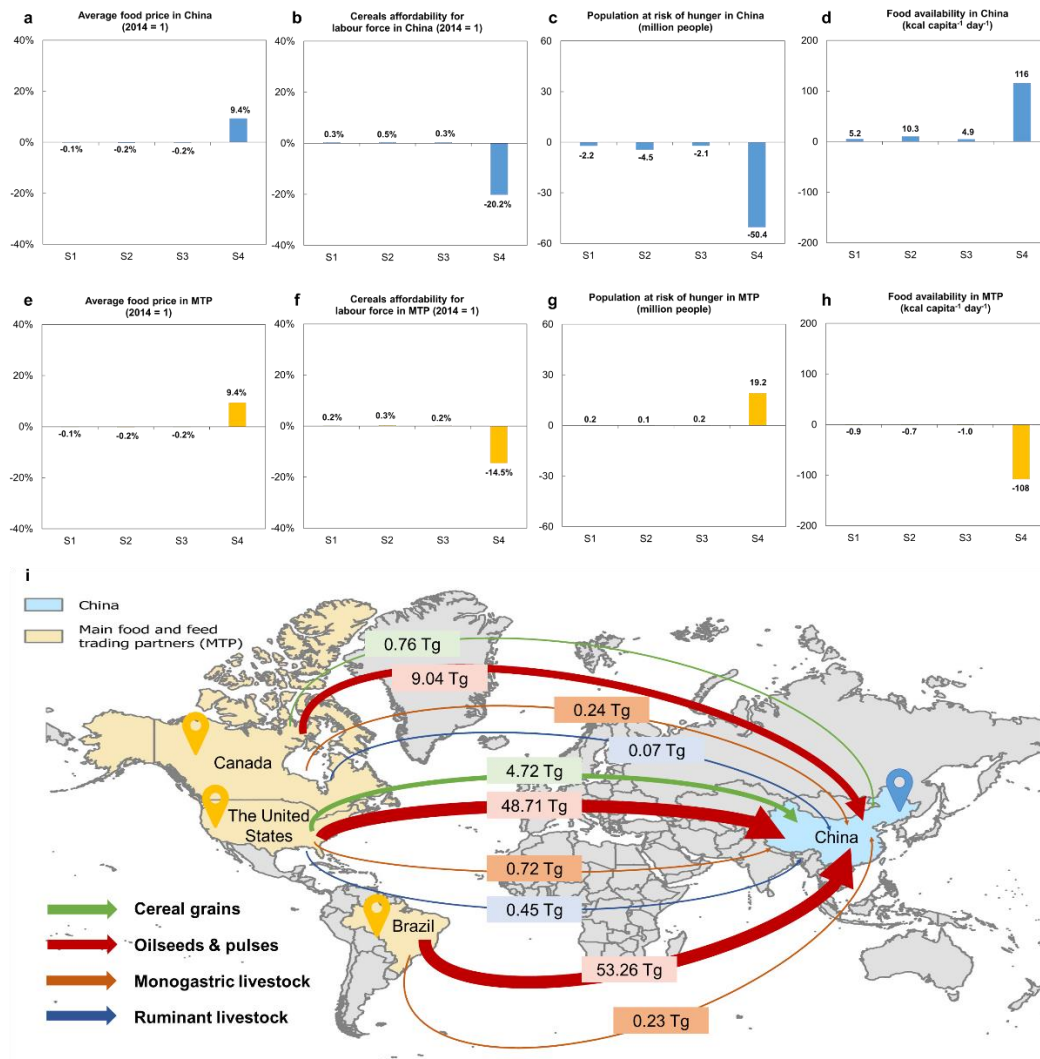 a Average food price in China
(2014 = 1)
40%
20%
0%
-20%
-40%
-0.1% -0.2% -0.2% 9.4%
S1 S2 S3 S4
b Cereals affordability for
labour force in China (2014 = 1)
40%
20%
0%
-20%
-40%
0.3% 0.5% 0.3% -20.2%
S1 S2 S3 S4
c Population at risk of hunger in China
(million people)
60
30
0
-30
-60
-2.2 -4.5 -2.1 -50.4
S1 S2 S3 S4
d Food availability in China
(kcal capita⁻¹ day⁻¹)
200
100
0
-100
-200
5.2 10.3 4.9 116
S1 S2 S3 S4
e Average food price in MTP
(2014 = 1)
40%
20%
0%
-20%
-40%
-0.1% -0.2% -0.2% 9.4%
S1 S2 S3 S4
f Cereals affordability for
labour force in MTP (2014 = 1)
40%
20%
0%
-20%
-40%
0.2% 0.3% 0.2% -14.5%
S1 S2 S3 S4
g Population at risk of hunger in MTP
(million people)
60
30
0
-30
-60
0.2 0.1 0.2 19.2
S1 S2 S3 S4
h Food availability in MTP
(kcal capita⁻¹ day⁻¹)
200
100
0
-100
-200
-0.9 -0.7 -1.0 -108
S1 S2 S3 S4
i
China
Main food and feed
trading partners (MTP)
0.76 Tg
9.04 Tg
0.24 Tg
0.07 Tg
Canada
4.72 Tg
48.71 Tg
The United
States
China
0.72 Tg
0.45 Tg
Brazil
53.26 Tg
0.23 Tg
Cereal grains
Oilseeds & pulses
Monogastric livestock
Ruminant livestock